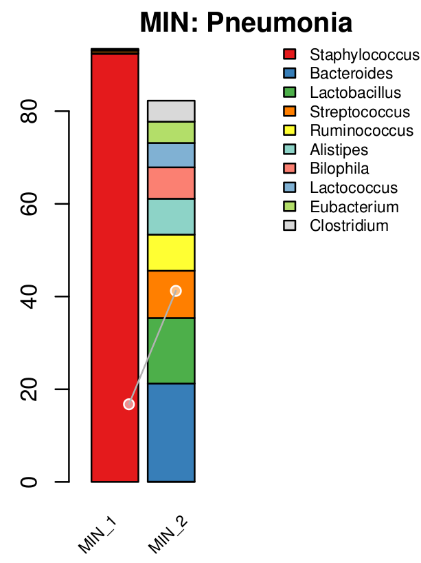 MIN: Pneumonia
Staphylococcus
Bacteroides
Lactobacillus
Streptococcus
Ruminococcus
Alistipes
Bilophila
Lactococcus
Eubacterium
Clostridium
80
60
40
20
0
MIN_1
MIN_2